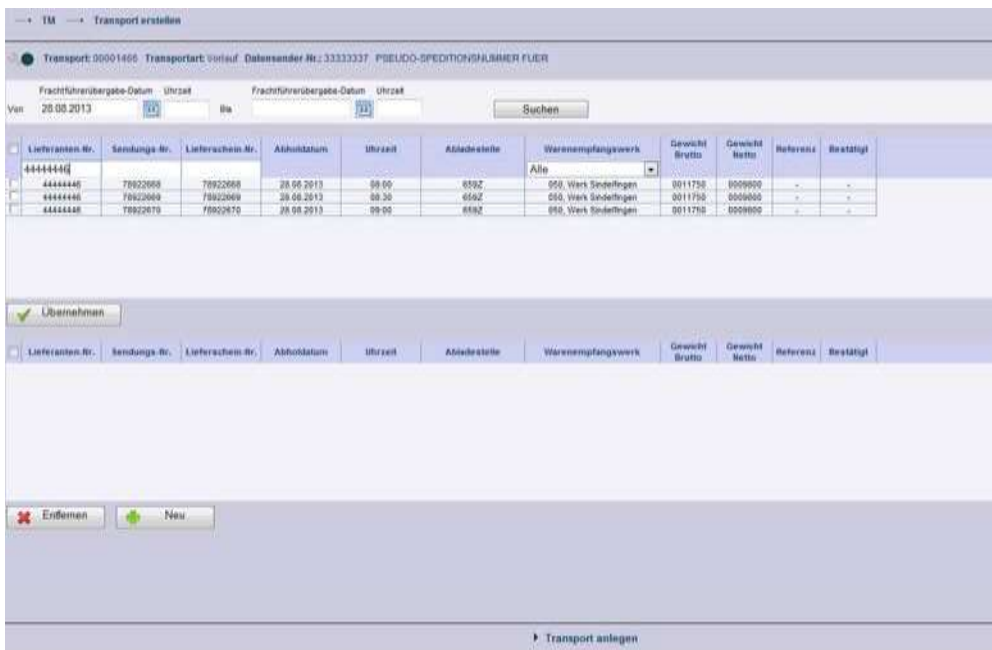 TM Transport erstellen
Transport: 00001466 Transportart: Vorlauf Datensender Nr.: 33333337 PSEUDO-SPEDITIONSNUMMER FUER
Frachtführerübergabe-Datum Uhrzeit Frachtführerübergabe-Datum Uhrzeit
Von 28.08.2013 Bis Suchen
Lieferanten-Nr. Sendungs-Nr. Lieferschein-Nr. Abholdatum Uhrzeit Abladestelle Warenempfangswerk Gewicht Brutto Gewicht Netto Referenz Bestätigt
44444446 Alle
44444446 78922668 78922668 28.08.2013 08:00 659Z 050, Werk Sindelfingen 0011750 0009800 - -
44444446 78922669 78922669 28.08.2013 08:30 659Z 050, Werk Sindelfingen 0011750 0009800 - -
44444446 78922670 78922670 28.08.2013 09:00 659Z 050, Werk Sindelfingen 0011750 0009800 - -
Übernehmen
Lieferanten-Nr. Sendungs-Nr. Lieferschein-Nr. Abholdatum Uhrzeit Abladestelle Warenempfangswerk Gewicht Brutto Gewicht Netto Referenz Bestätigt
Entfernen Neu
Transport anlegen